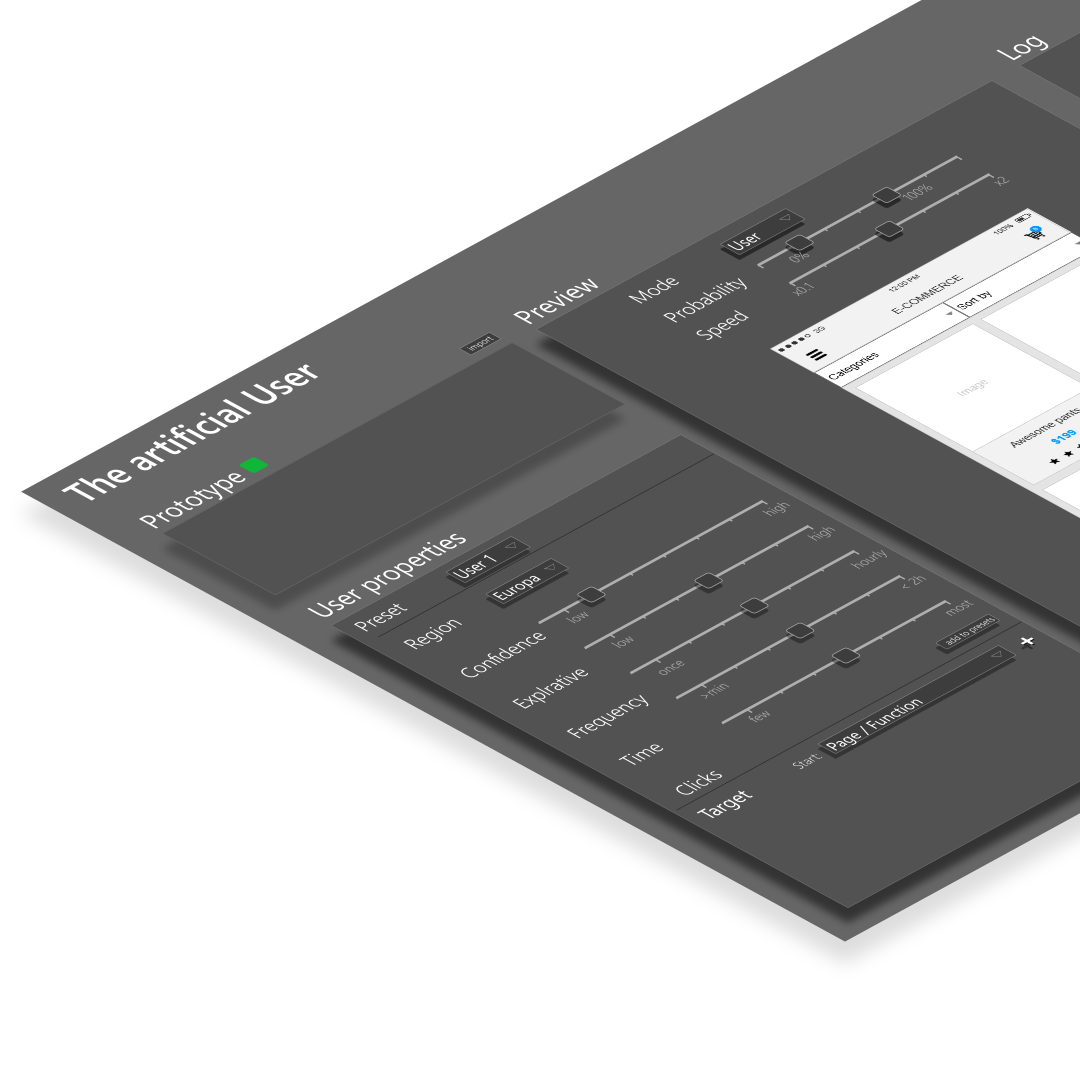 The artificial User
Prototype
import
User properties
Preset
User 1
Region
Europa
Confidence
low
high
Explrative
low
high
Frequency
once
hourly
Time
>min
< 2h
Clicks
few
most
add to presets
Target
Start:
Page / Function
+
Preview
Mode
User
Probability
0%
100%
Speed
x0.1
x2
3G
12:00 PM
100%
E-COMMERCE
Categories
Sort by
Image
Awesome pants
$199
Log